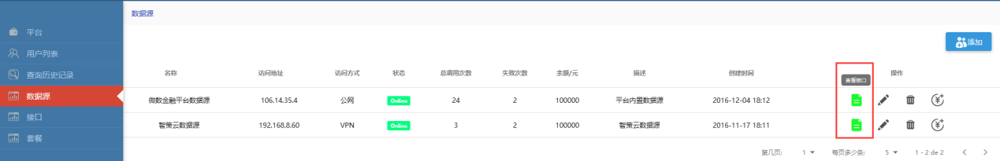 数据源
平台
用户列表
查询历史记录
数据源
接口
套餐
添加
名称 访问地址 访问方式 状态 总调用次数 失败次数 余额/元 描述 创建时间 查看接口 操作
微数金融平台数据源 106.14.35.4 公网 Online 24 2 100000 平台内置数据源 2016-12-04 18:12
智策云数据源 192.168.8.60 VPN Online 3 2 100000 智策云数据源 2016-11-17 18:11
第几页: 1 每页多少条: 5 1 - 2 de 2